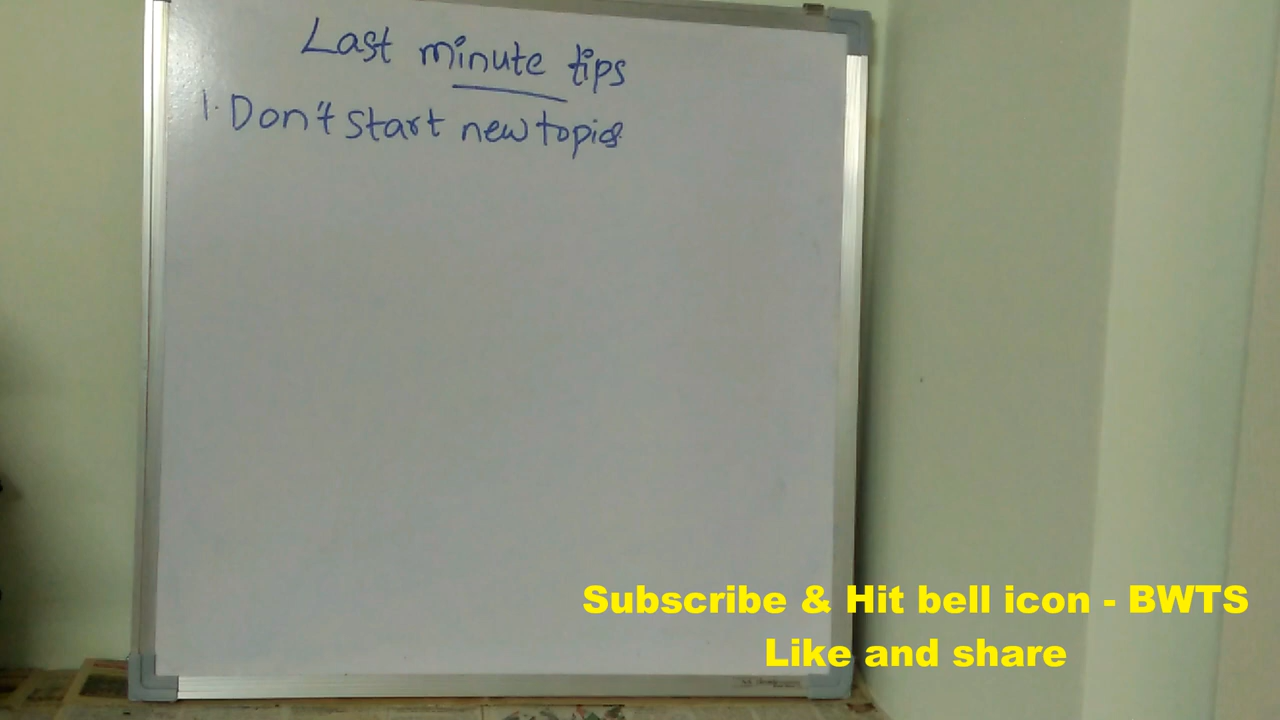 Last minute tips
1. Don't start new topics
Subscribe & Hit bell icon - BWTS
Like and share